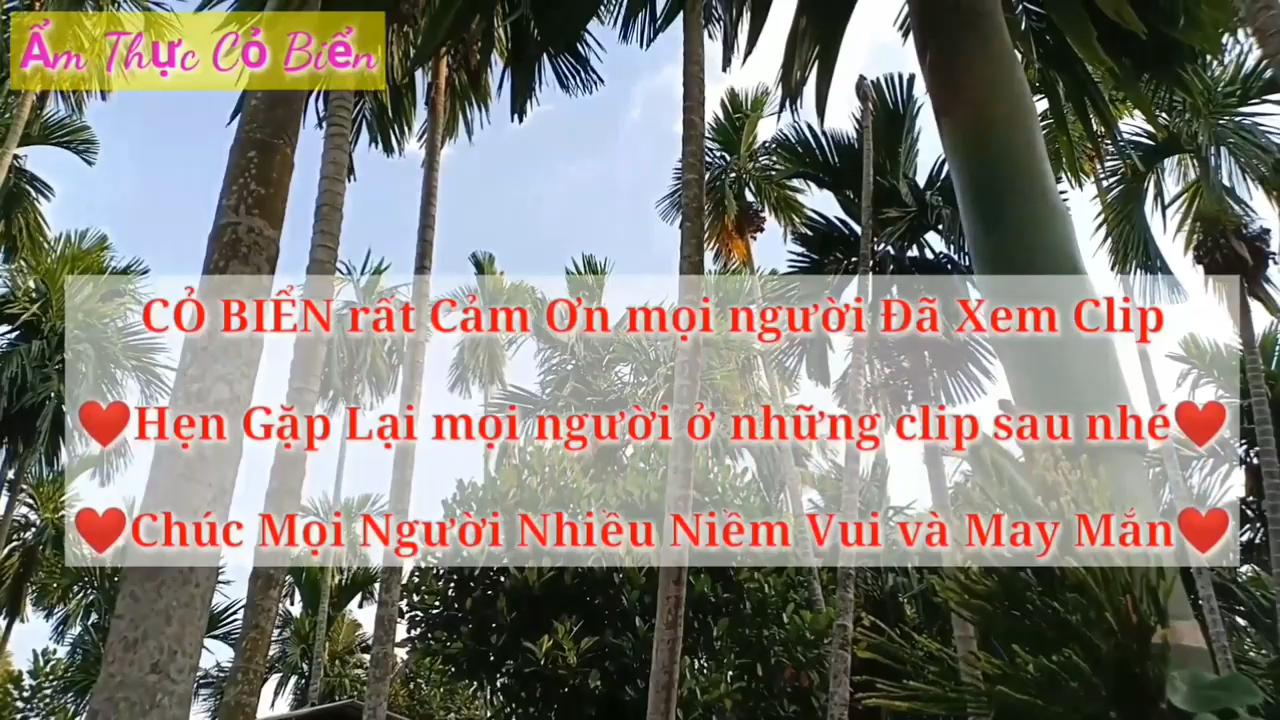 Ẩm Thực Cỏ Biển
CỎ BIỂN rất Cảm Ơn mọi người Đã Xem Clip
❤️Hẹn Gặp Lại mọi người ở những clip sau nhé❤️
❤️Chúc Mọi Người Nhiều Niềm Vui và May Mắn❤️